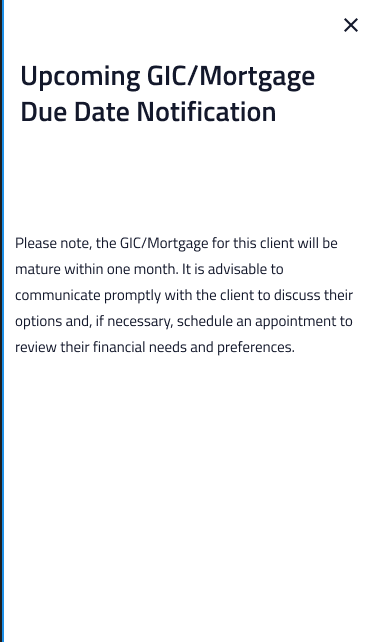 Upcoming GIC/Mortgage
Due Date Notification
Please note, the GIC/Mortgage for this client will be
mature within one month. It is advisable to
communicate promptly with the client to discuss their
options and, if necessary, schedule an appointment to
review their financial needs and preferences.